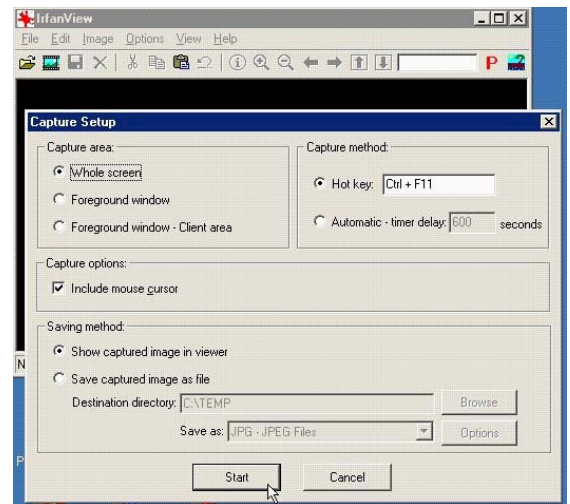 IrfanView
File Edit Image Options View Help
P
Capture Setup
Capture area:
Whole screen
Foreground window
Foreground window - Client area
Capture method:
Hot key: Ctrl + F11
Automatic - timer delay: 600 seconds
Capture options:
Include mouse cursor
Saving method:
Show captured image in viewer
Save captured image as file
Destination directory: C:\TEMP Browse
Save as: JPG - JPEG Files Options
Start Cancel
N
P